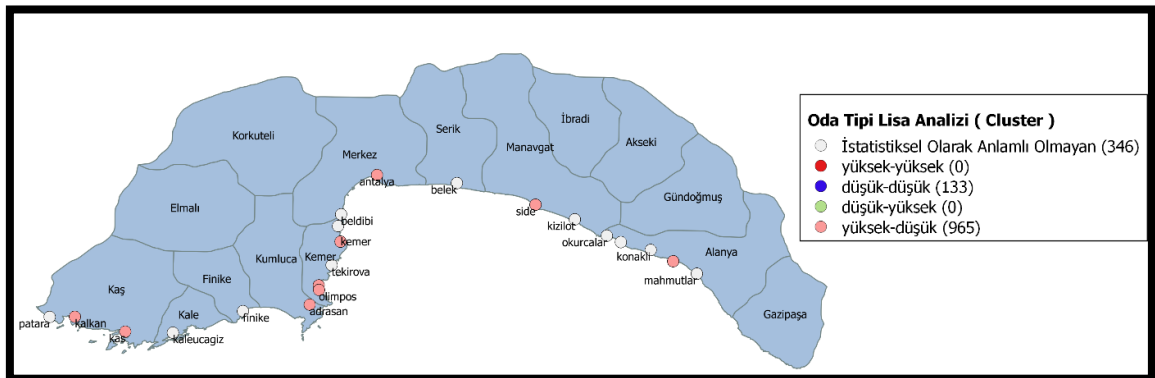 Korkuteli
Merkez
Serik
Manavgat
İbradi
Akseki
Gündoğmuş
Elmalı
Kumluca
Kemer
Finike
Kaş
Kale
Alanya
Gazipaşa
antalya
belek
side
kizilot
okurcalar
konakli
mahmutlar
beldibi
kemer
tekirova
olimpos
adrasan
finike
kaleucagiz
kaş
kalkan
patara
Oda Tipi Lisa Analizi ( Cluster )
İstatistiksel Olarak Anlamlı Olmayan (346)
yüksek-yüksek (0)
düşük-düşük (133)
düşük-yüksek (0)
yüksek-düşük (965)